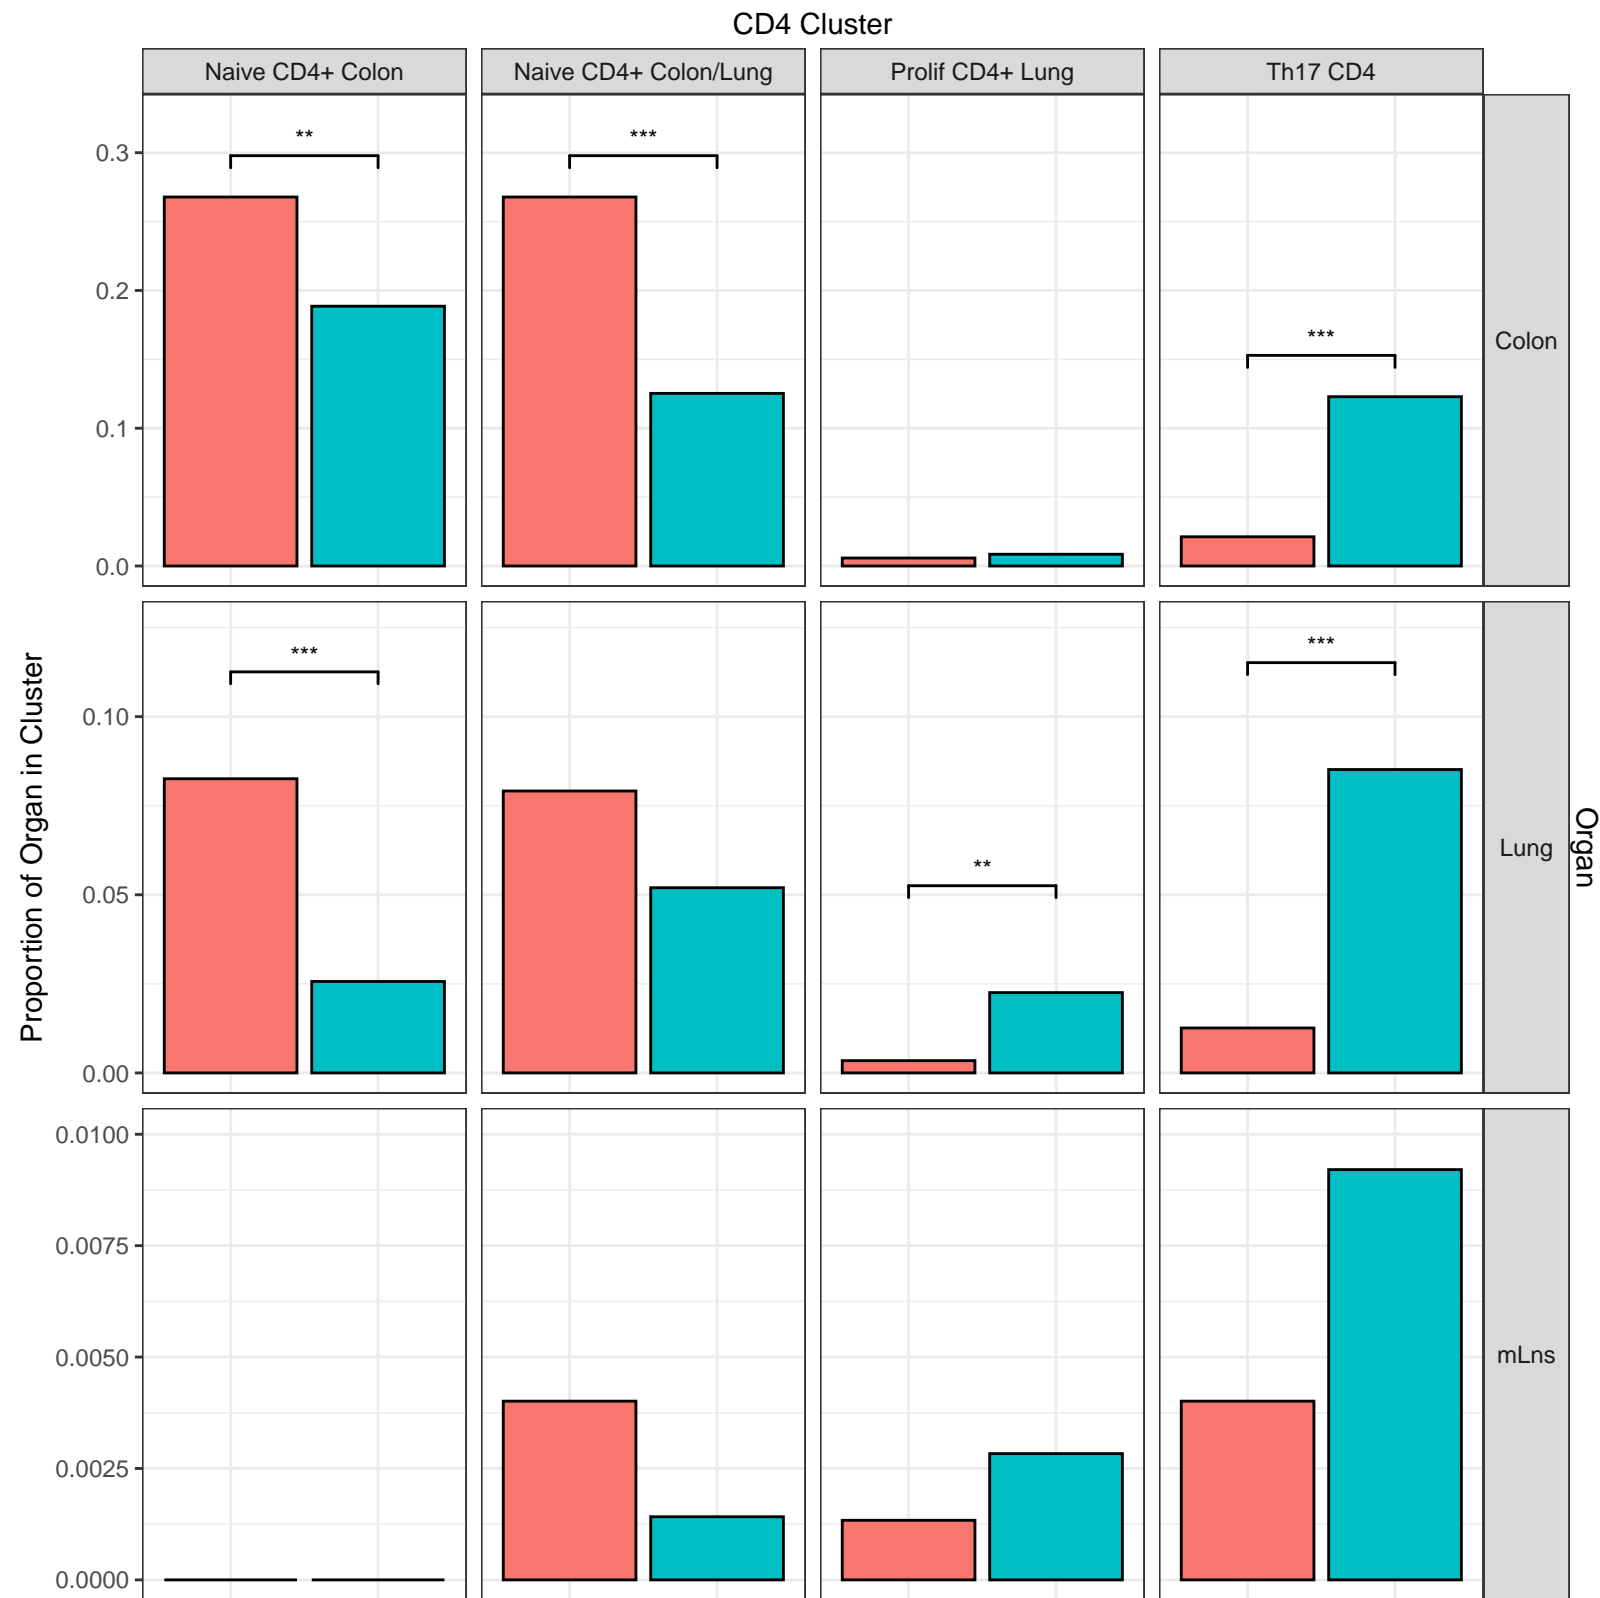 CD4 Cluster
Naive CD4+ Colon
Naive CD4+ Colon/Lung
Prolif CD4+ Lung
Th17 CD4
**
***
***
0.3
0.2
0.1
0.0
Colon
***
**
***
0.10
0.05
0.00
Lung
Proportion of Organ in Cluster
Organ
0.0100
0.0075
0.0050
0.0025
0.0000
mLns